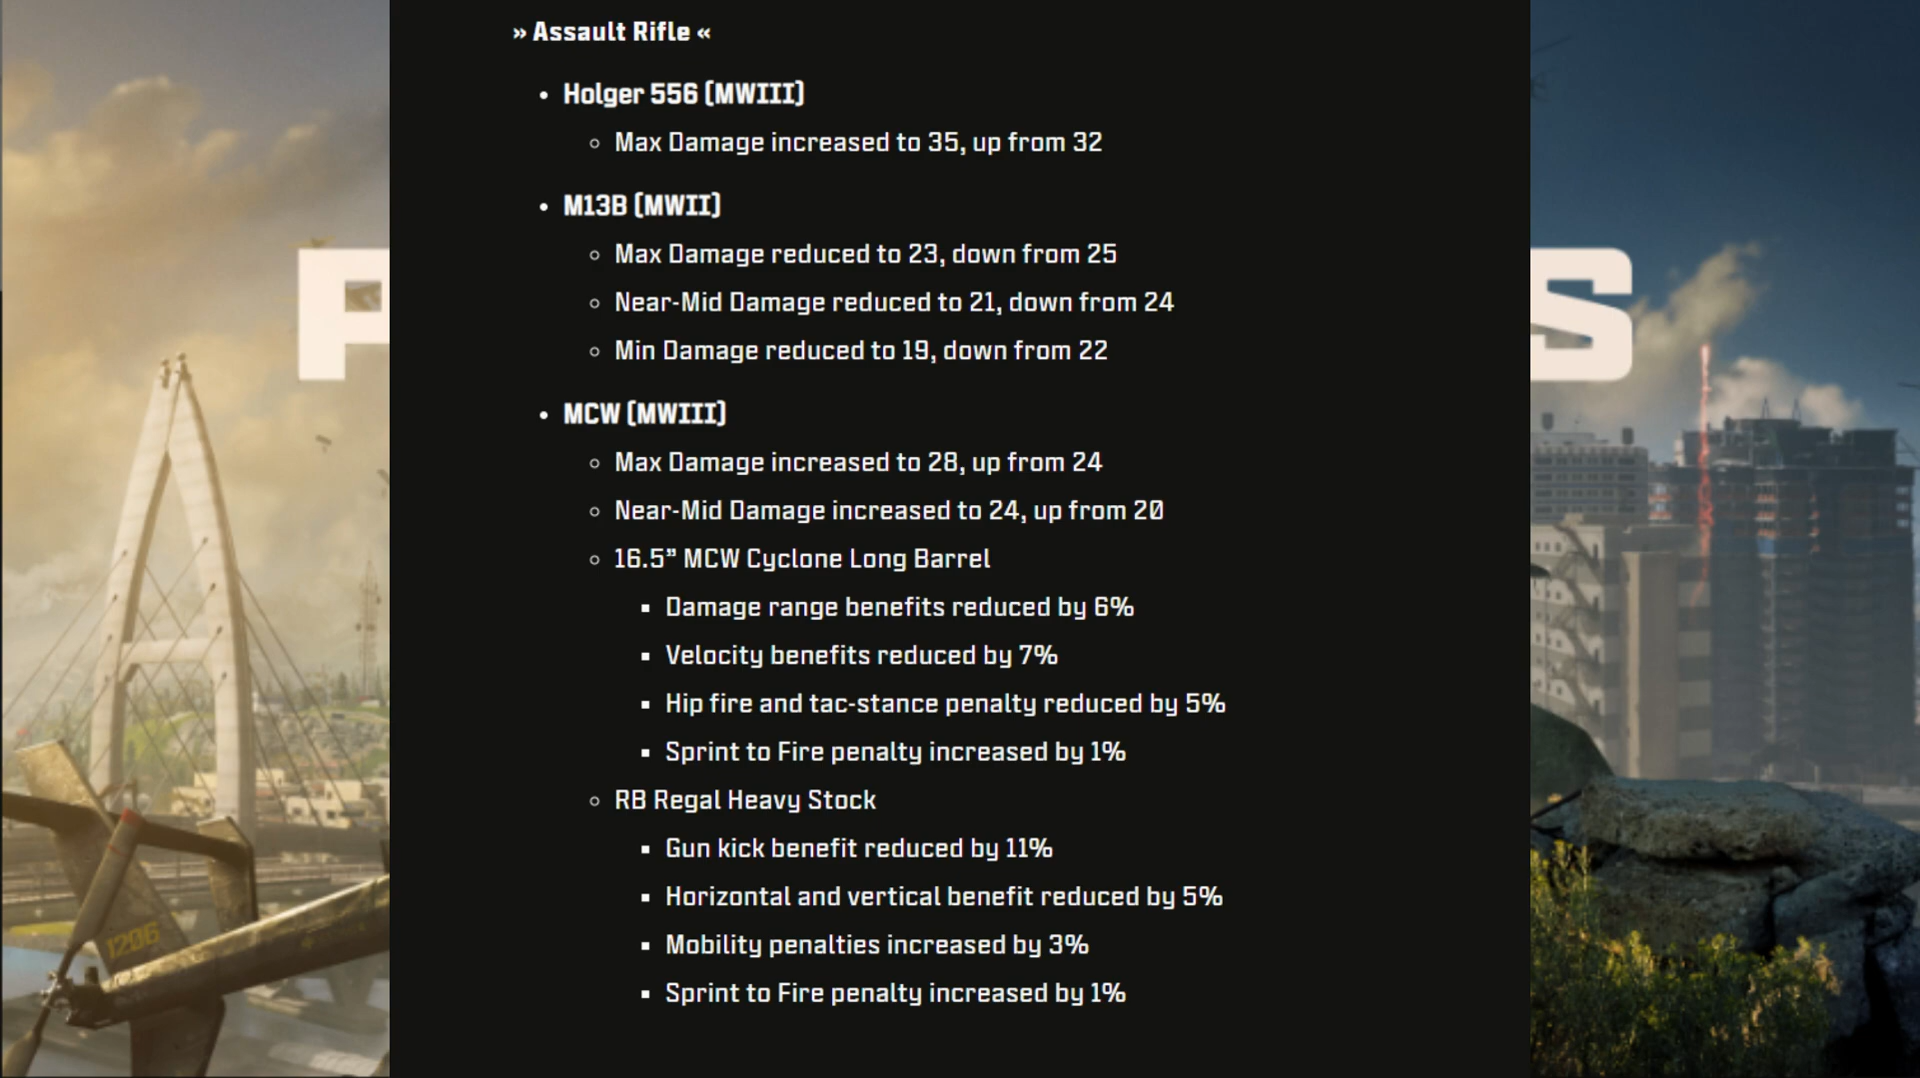 » Assault Rifle «
• Holger 556 (MWIII)
◦ Max Damage increased to 35, up from 32
• M13B (MWII)
◦ Max Damage reduced to 23, down from 25
◦ Near-Mid Damage reduced to 21, down from 24
◦ Min Damage reduced to 19, down from 22
• MCW (MWIII)
◦ Max Damage increased to 28, up from 24
◦ Near-Mid Damage increased to 24, up from 20
◦ 16.5” MCW Cyclone Long Barrel
▪ Damage range benefits reduced by 6%
▪ Velocity benefits reduced by 7%
▪ Hip fire and tac-stance penalty reduced by 5%
▪ Sprint to Fire penalty increased by 1%
◦ RB Regal Heavy Stock
▪ Gun kick benefit reduced by 11%
▪ Horizontal and vertical benefit reduced by 5%
▪ Mobility penalties increased by 3%
▪ Sprint to Fire penalty increased by 1%
P
S
1206